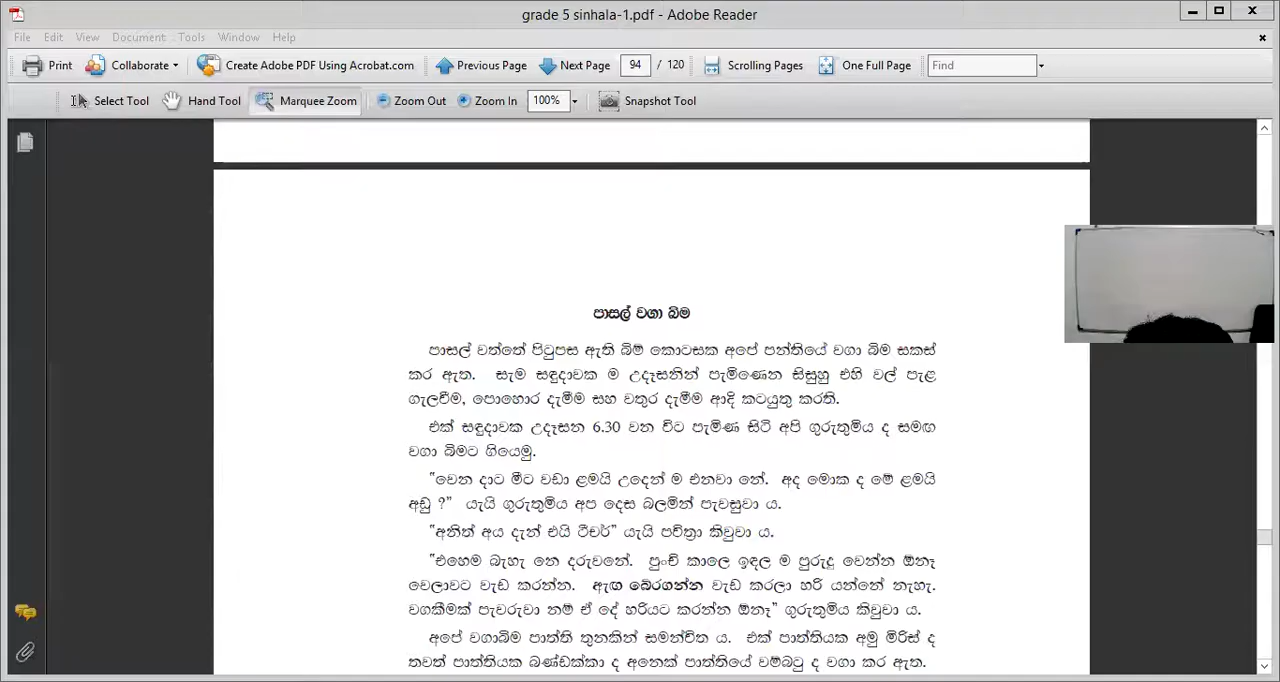 grade 5 sinhala-1.pdf - Adobe Reader
File Edit View Document Tools Window Help
Print Collaborate Create Adobe PDF Using Acrobat.com Previous Page Next Page 94 / 120 Scrolling Pages One Full Page Find
Select Tool Hand Tool Marquee Zoom Zoom Out Zoom In 100% Snapshot Tool
පාසල් වගා බිම
පාසල් වත්තේ පිටුපස ඇති බිම් කොටසක අපේ පන්තියේ වගා බිම සකස්
කර ඇත. සැම සඳුදාවක ම උදෑසනින් පැමිණෙන සිසුහු එහි වල් පැළ
ගැලවීම, පොහොර දැමීම සහ වතුර දැමීම ආදි කටයුතු කරති.
එක් සඳුදාවක උදෑසන 6.30 වන විට පැමිණ සිටි අපි ගුරුතුමිය ද සමඟ
වගා බිමට ගියෙමු.
“වෙන දාට මීට වඩා ළමයි උදෙන් ම එනවා නේ. අද මොක ද මේ ළමයි
අඩු ?” යැයි ගුරුතුමිය අප දෙස බලමින් පැවසුවා ය.
“අනිත් අය දැන් එයි ටීචර්” යැයි පවිත්‍රා කිවුවා ය.
“එහෙම බැහැ නෙ දරුවනේ. පුංචි කාලෙ ඉඳල ම පුරුදු වෙන්න ඕනෑ
වෙලාවට වැඩ කරන්න. ඇඟ බේරගන්න වැඩ කරලා හරි යන්නේ නැහැ.
වගකීමක් පැවරුවා නම් ඒ දේ හරියට කරන්න ඕනෑ” ගුරුතුමිය කිවුවා ය.
අපේ වගාබිම පාත්ති තුනකින් සමන්විත ය. එක් පාත්තියක අමු මිරිස් ද
තවත් පාත්තියක බණ්ඩක්කා ද අනෙක් පාත්තියේ වම්බටු ද වගා කර ඇත.